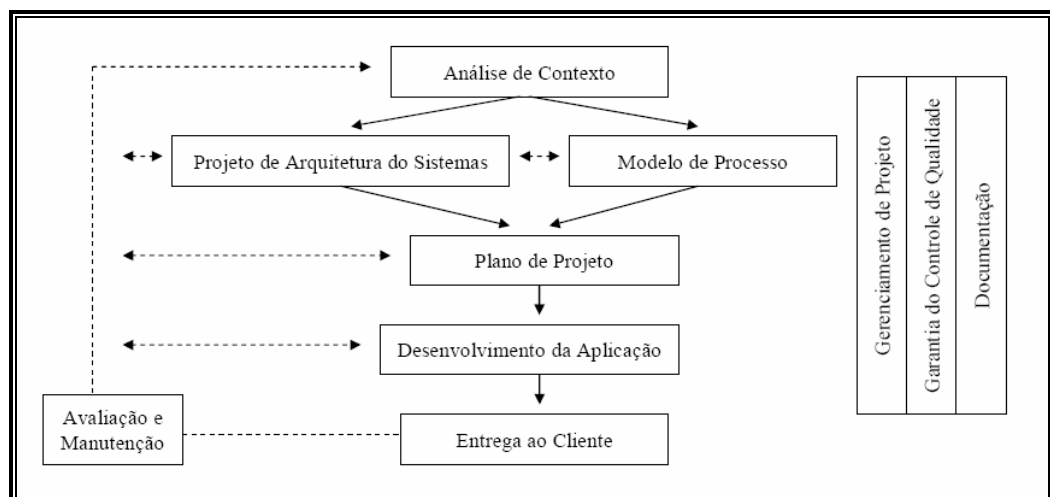 Análise de Contexto
Projeto de Arquitetura do Sistemas
Modelo de Processo
Plano de Projeto
Desenvolvimento da Aplicação
Avaliação e
Manutenção
Entrega ao Cliente
Gerenciamento de Projeto
Garantia do Controle de Qualidade
Documentação